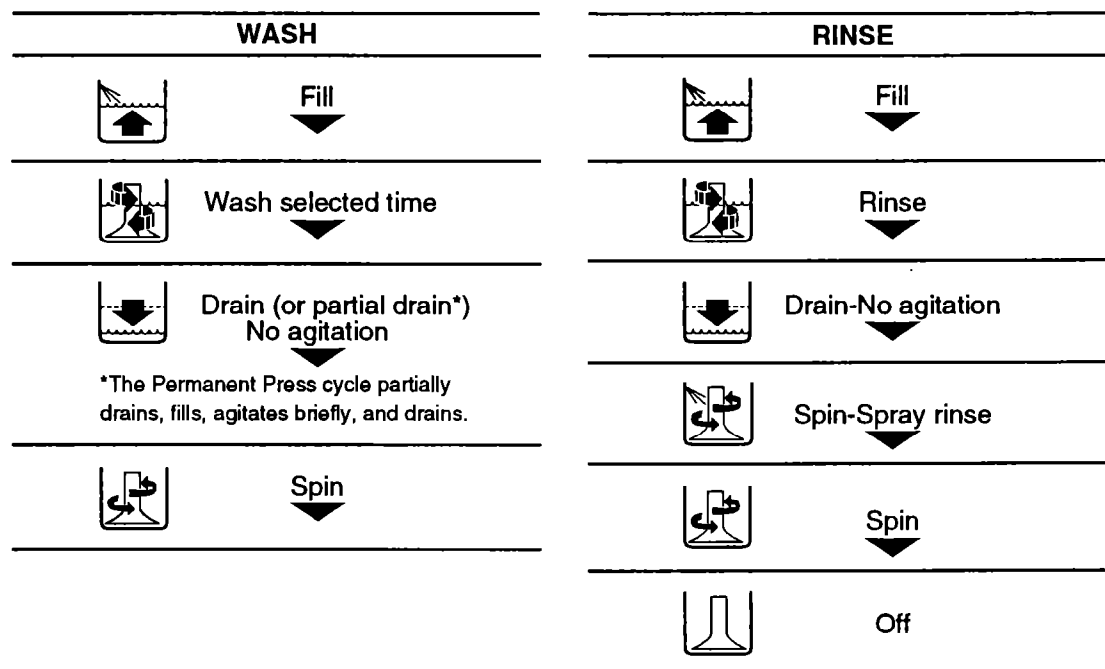 WASH
Fill
Wash selected time
Drain (or partial drain*)
No agitation
*The Permanent Press cycle partially
drains, fills, agitates briefly, and drains.
Spin
RINSE
Fill
Rinse
Drain-No agitation
Spin-Spray rinse
Spin
Off